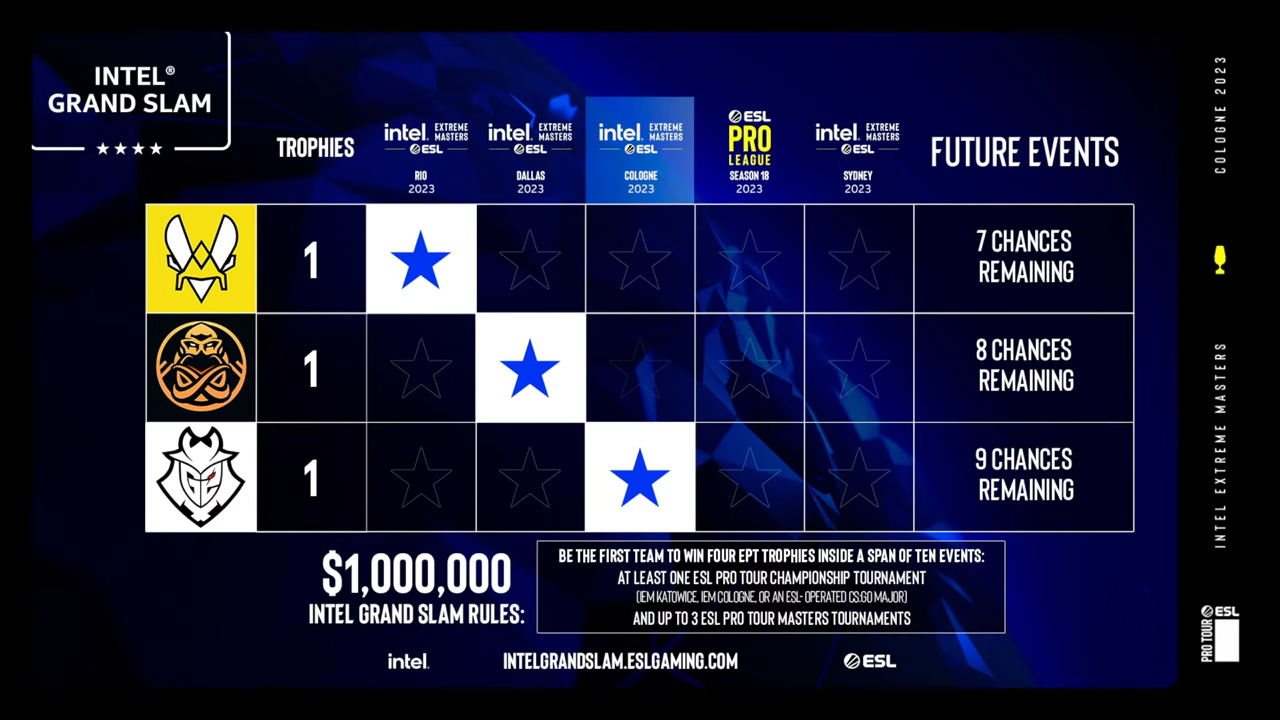 INTEL®
GRAND SLAM
TROPHIES
intel. EXTREME MASTERS
ESL
RIO
2023
intel. EXTREME MASTERS
ESL
DALLAS
2023
intel. EXTREME MASTERS
ESL
COLOGNE
2023
ESL
PRO
LEAGUE
SEASON 18
2023
intel. EXTREME MASTERS
ESL
SYDNEY
2023
FUTURE EVENTS
1
7 CHANCES
REMAINING
1
8 CHANCES
REMAINING
G2
1
9 CHANCES
REMAINING
$1,000,000
INTEL GRAND SLAM RULES:
BE THE FIRST TEAM TO WIN FOUR EPT TROPHIES INSIDE A SPAN OF TEN EVENTS:
AT LEAST ONE ESL PRO TOUR CHAMPIONSHIP TOURNAMENT
(IEM KATOWICE, IEM COLOGNE, OR AN ESL- OPERATED CS:GO MAJOR)
AND UP TO 3 ESL PRO TOUR MASTERS TOURNAMENTS
intel.
INTELGRANDSLAM.ESLGAMING.COM
ESL
INTEL EXTREME MASTERS
COLOGNE 2023
ESL
PRO TOUR